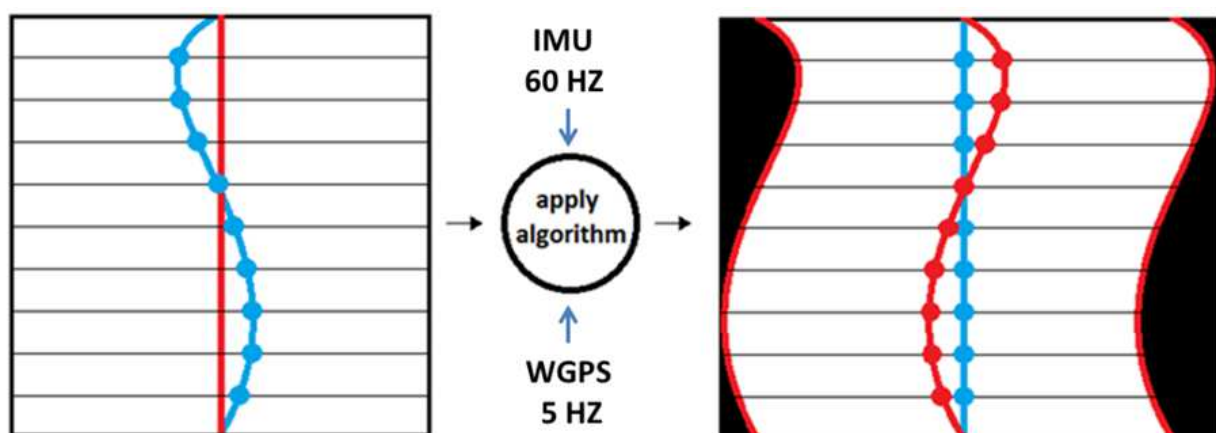 IMU
60 HZ
apply
algorithm
WGPS
5 HZ